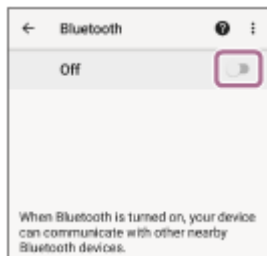 Bluetooth
Off
When Bluetooth is turned on, your device
can communicate with other nearby
Bluetooth devices.